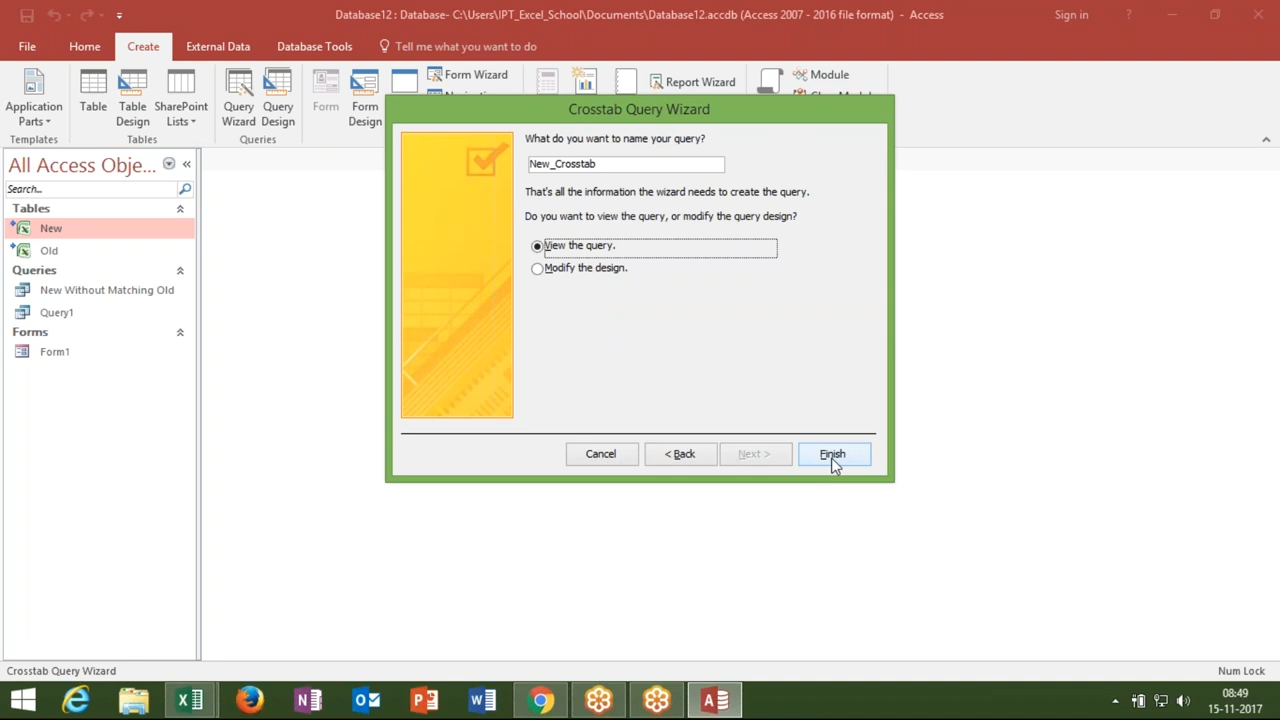 Database12 : Database- C:\Users\IPT_Excel_School\Documents\Database12.accdb (Access 2007 - 2016 file format) - Access
Sign in
?
File
Home
Create
External Data
Database Tools
Tell me what you want to do
Application Parts
Table
Table Design
SharePoint Lists
Query Wizard
Query Design
Form
Form Design
Form Wizard
Report Wizard
Module
Templates
Tables
Queries
All Access Obje...
«
Search...
Tables
New
Old
Queries
New Without Matching Old
Query1
Forms
Form1
Crosstab Query Wizard
What do you want to name your query?
New_Crosstab
That's all the information the wizard needs to create the query.
Do you want to view the query, or modify the query design?
View the query.
Modify the design.
Cancel
< Back
Next >
Finish
Crosstab Query Wizard
Num Lock
08:49
15-11-2017